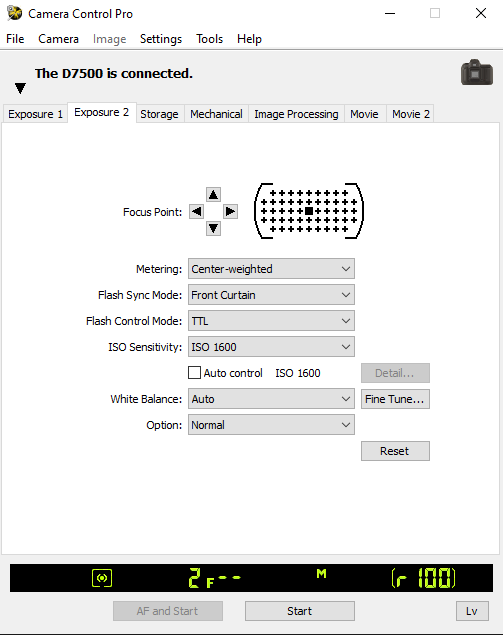 Camera Control Pro
File Camera Image Settings Tools Help
The D7500 is connected.
Exposure 1 Exposure 2 Storage Mechanical Image Processing Movie Movie 2
Focus Point:
Metering: Center-weighted
Flash Sync Mode: Front Curtain
Flash Control Mode: TTL
ISO Sensitivity: ISO 1600
Auto control ISO 1600 Detail...
White Balance: Auto Fine Tune...
Option: Normal
Reset
2 F-- M (r 100)
AF and Start Start Lv